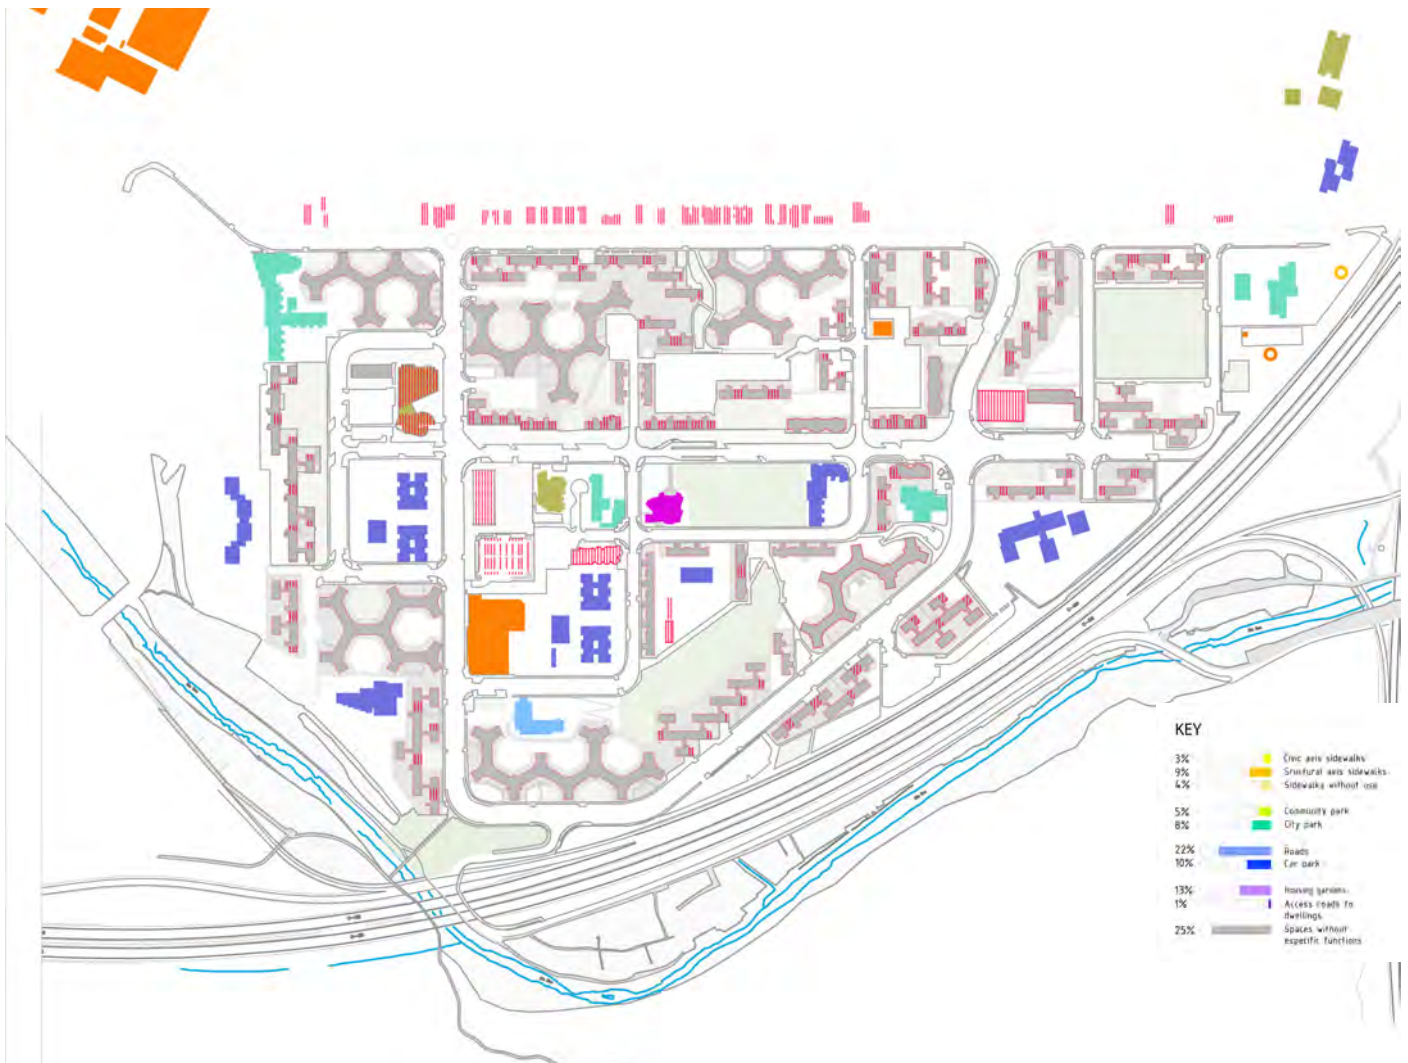 KEY
3% Civic axis sidewalks
9% Structural axis sidewalks
4% Sidewalks without use
5% Community park
8% City park
22% Roads
10% Car park
13% Housing gardens
1% Access roads to
dwellings
25% Spaces without
especific functions